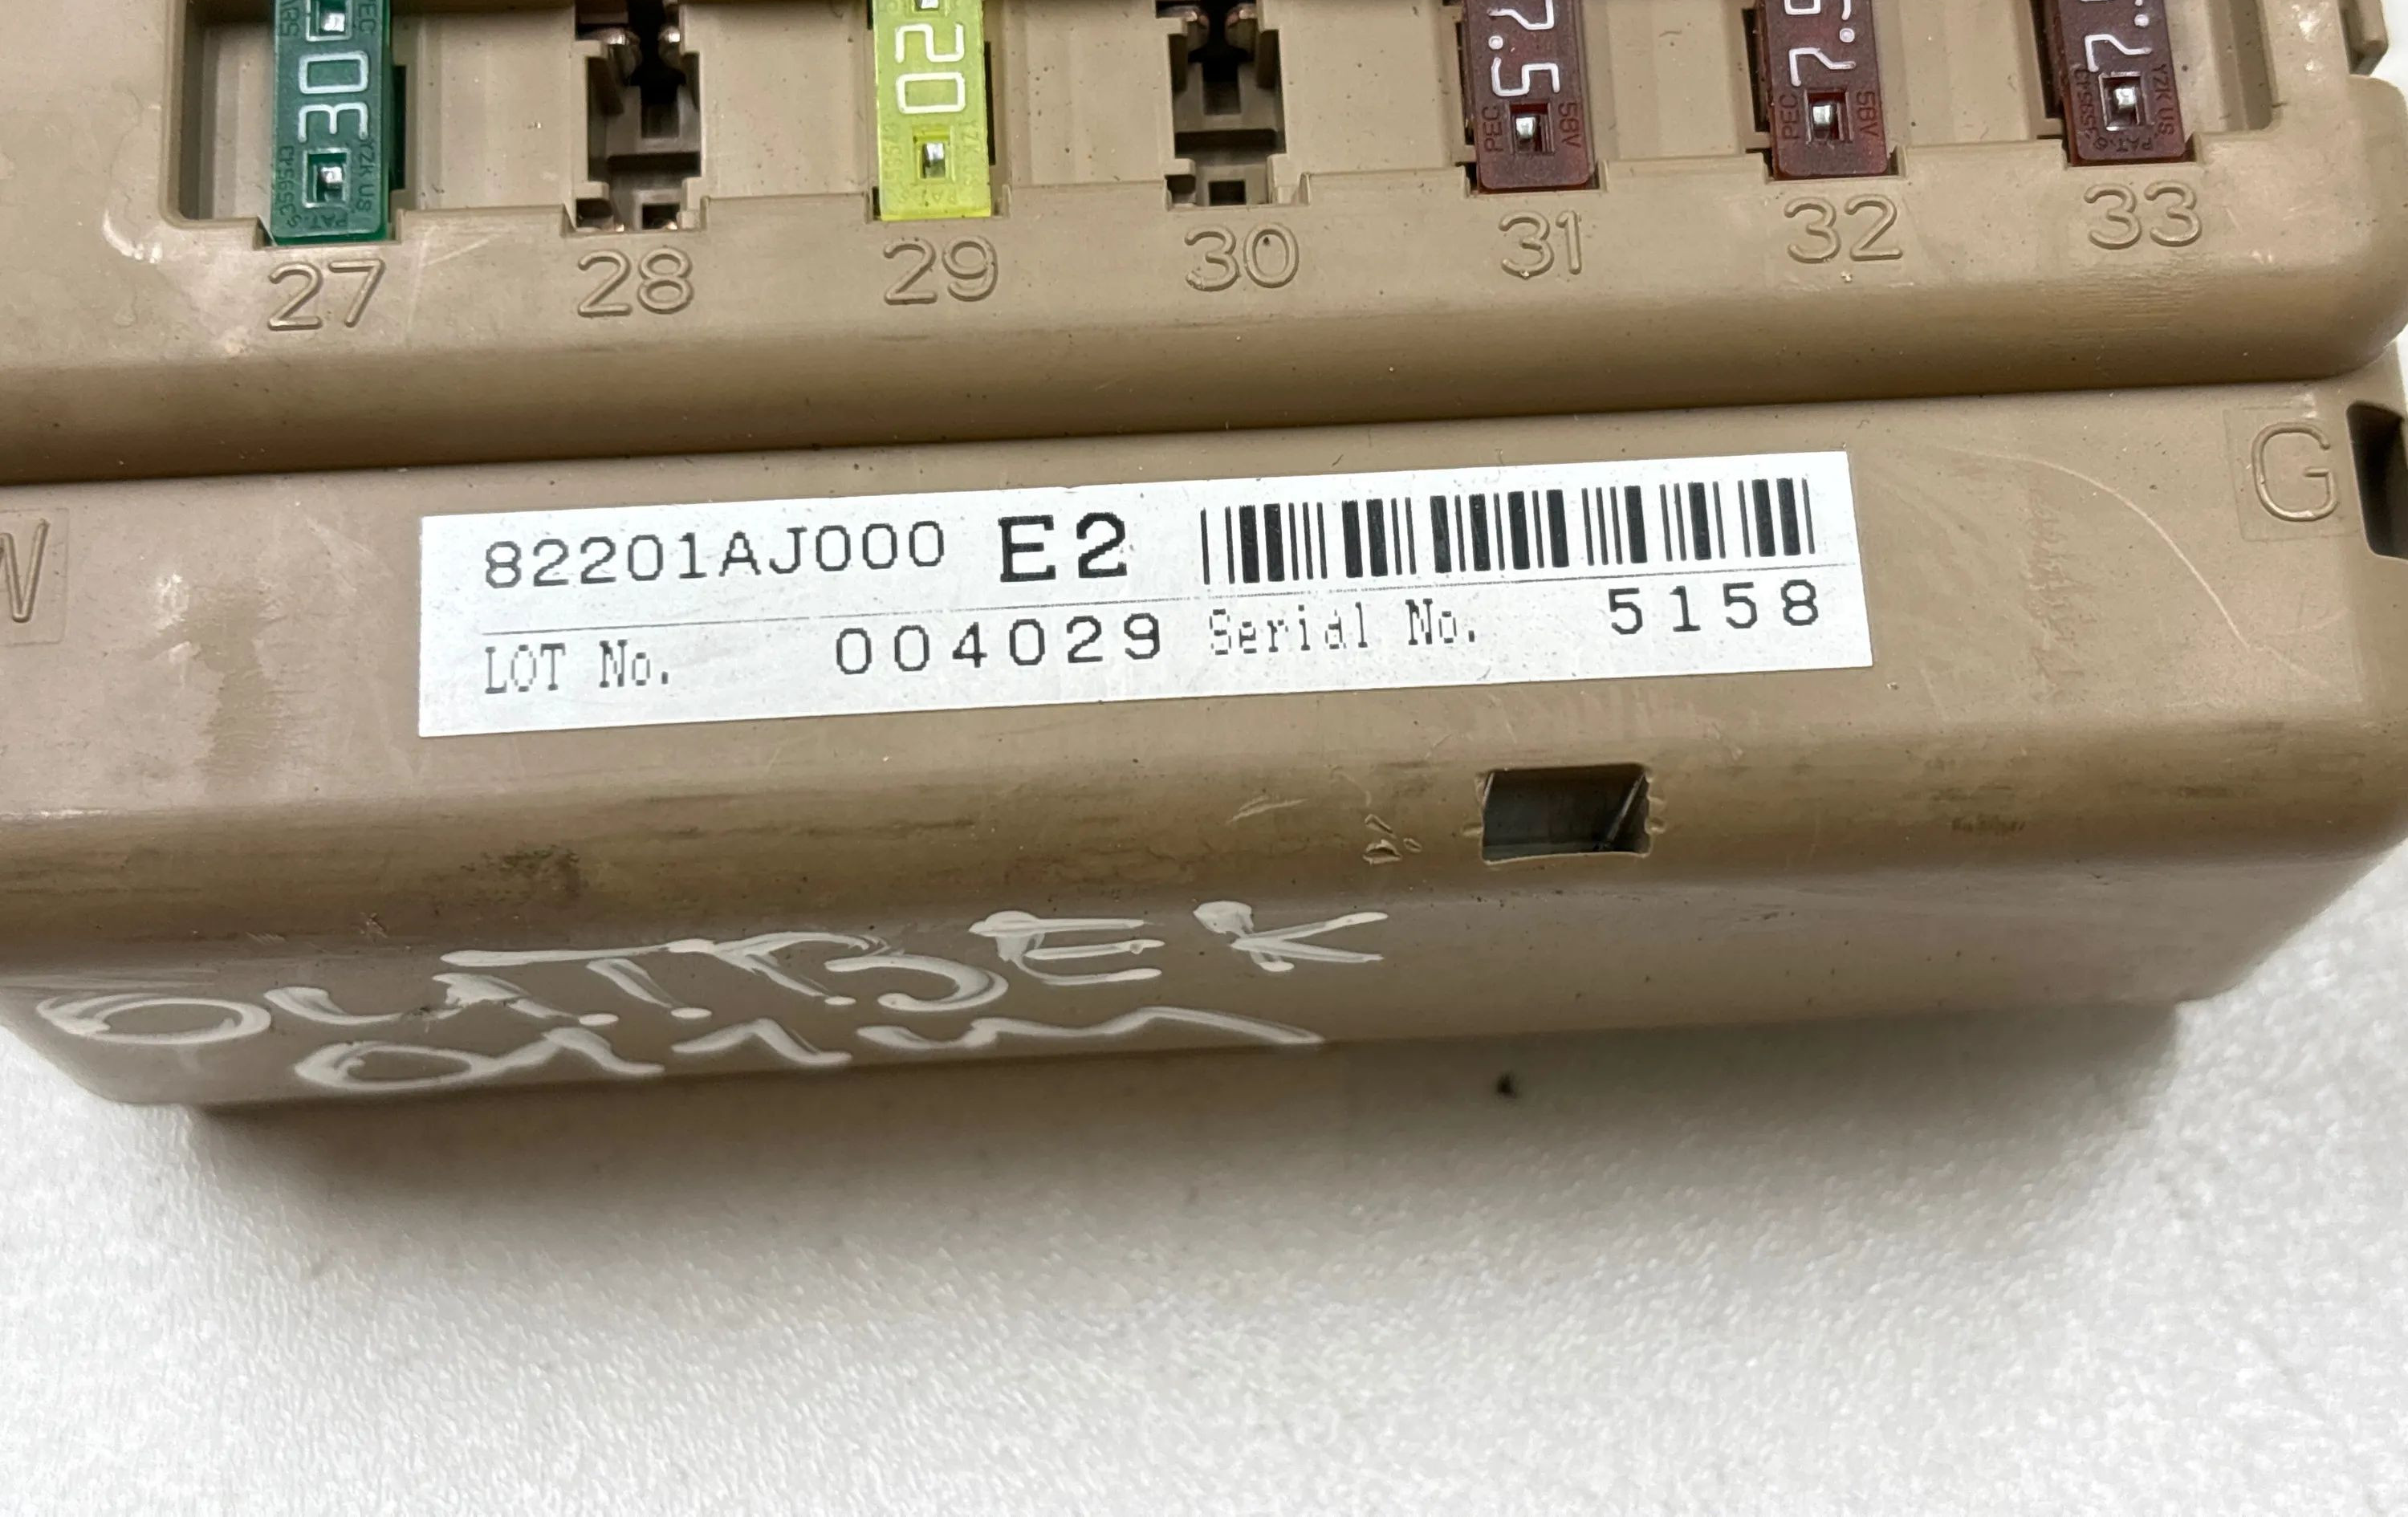 30 20 7.5 7.5 7.
27 28 29 30 31 32 33
W G
82201AJ000 E2
LOT No. 004029 Serial No. 5158
OUTBEK